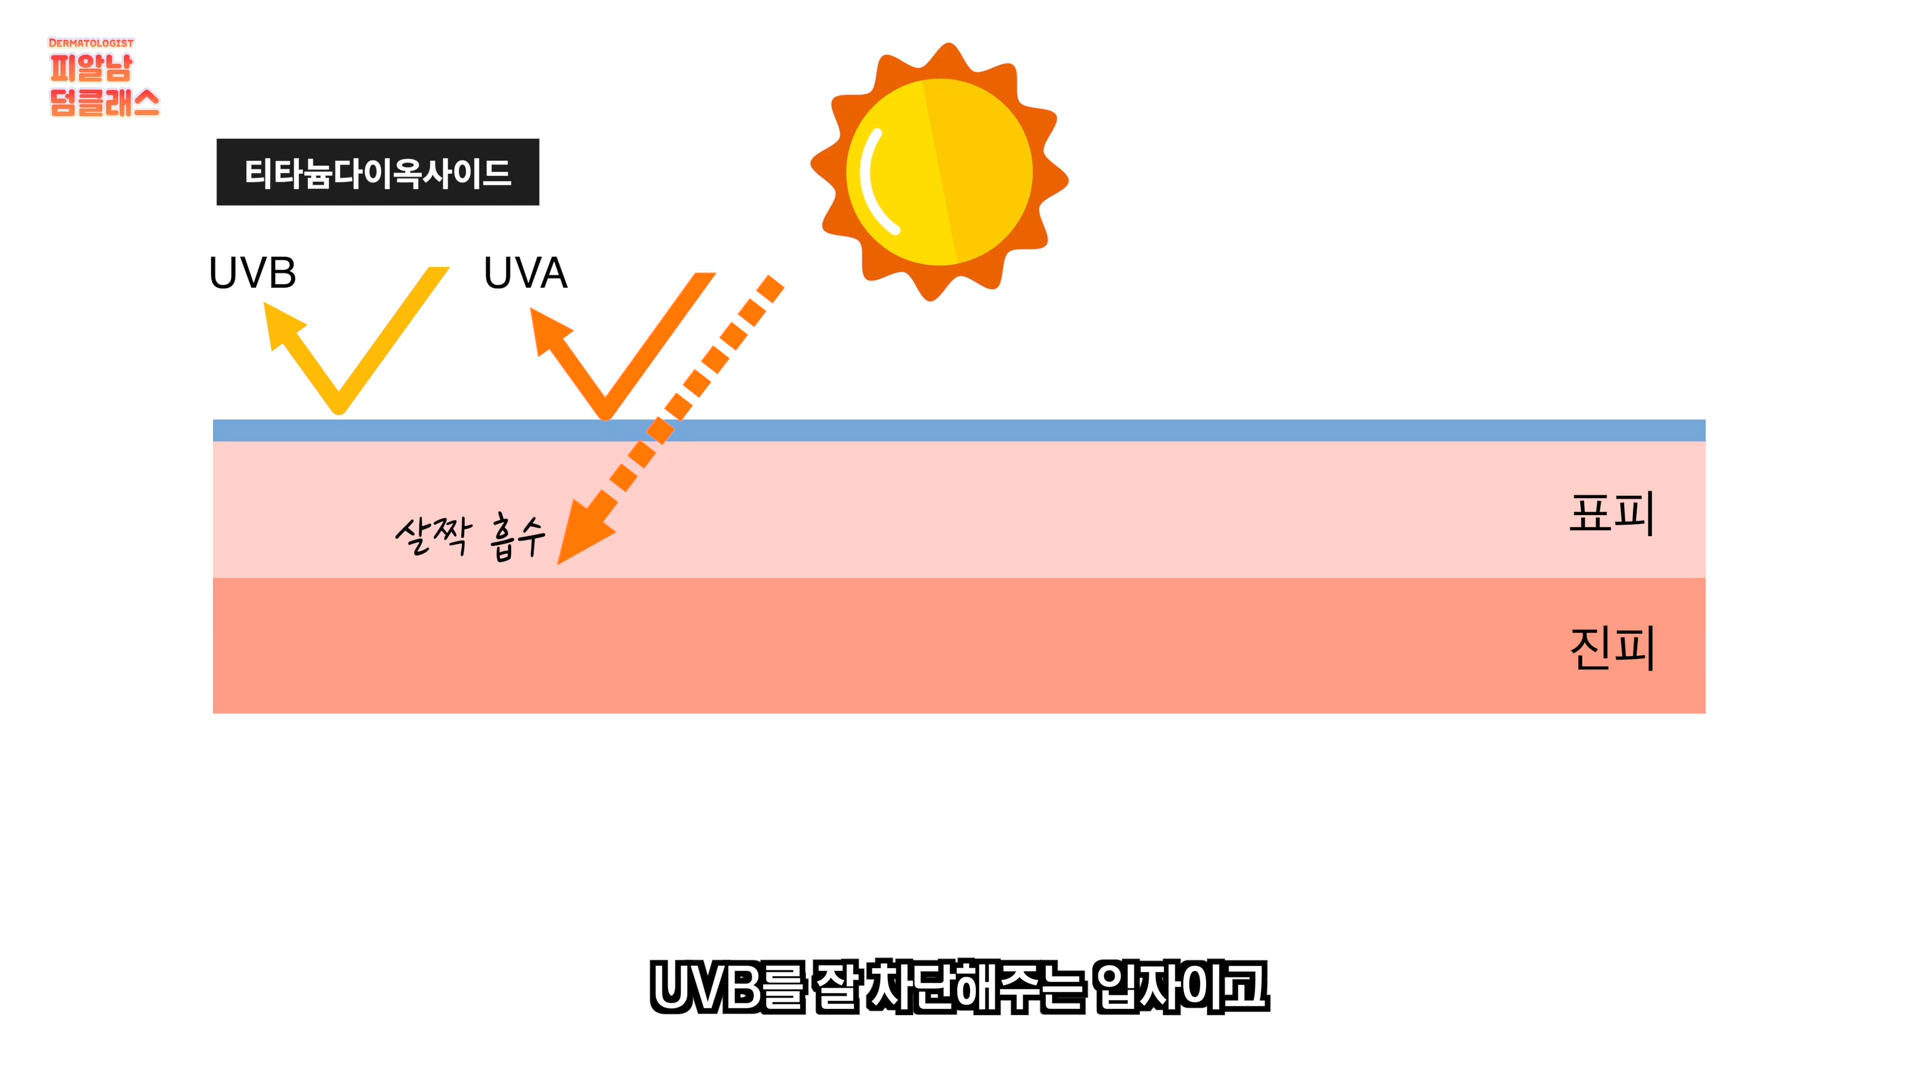 DERMATOLOGIST
피알남
덤클래스
티타늄다이옥사이드
UVB
UVA
살짝 흡수
표피
진피
UVB를 잘 차단해주는 입자이고